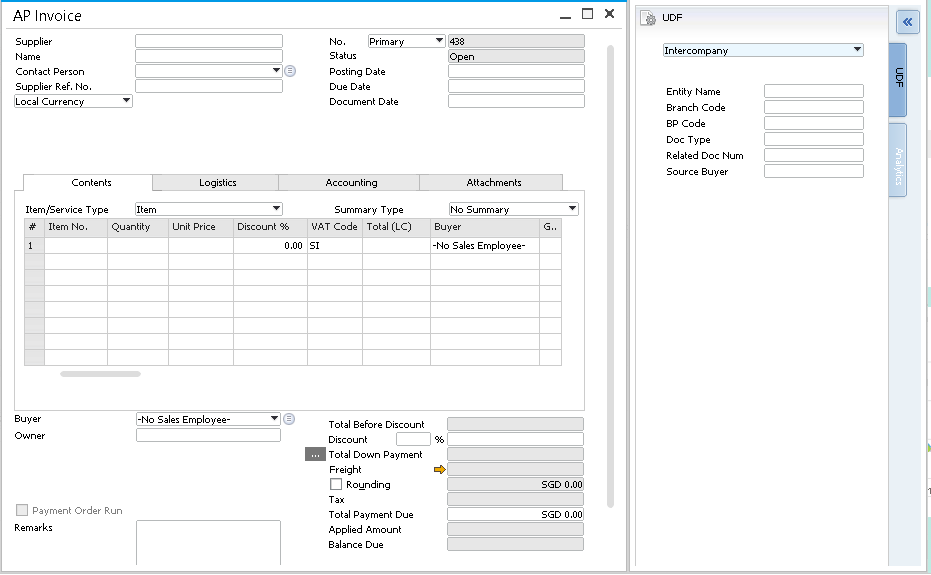 AP Invoice
Supplier
Name
Contact Person
Supplier Ref. No.
Local Currency
No. Primary 438
Status Open
Posting Date
Due Date
Document Date
Contents Logistics Accounting Attachments
Item/Service Type Item Summary Type No Summary
# Item No. Quantity Unit Price Discount % VAT Code Total (LC) Buyer G..
1 0.00 SI -No Sales Employee-
Buyer -No Sales Employee-
Owner
Payment Order Run
Remarks
Total Before Discount
Discount %
... Total Down Payment
Freight
Rounding SGD 0.00
Tax
Total Payment Due SGD 0.00
Applied Amount
Balance Due
UDF
Intercompany
Entity Name
Branch Code
BP Code
Doc Type
Related Doc Num
Source Buyer
«
UDF
Analytics
1